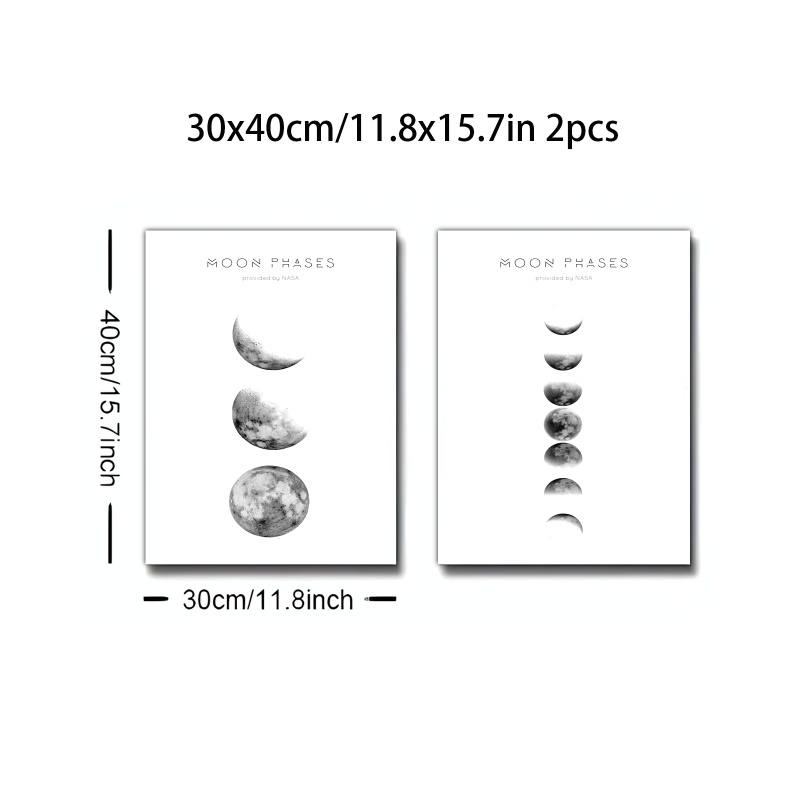 30x40cm/11.8x15.7in 2pcs
MOON PHASES
provided by NASA
MOON PHASES
provided by NASA
40cm/15.7inch
30cm/11.8inch